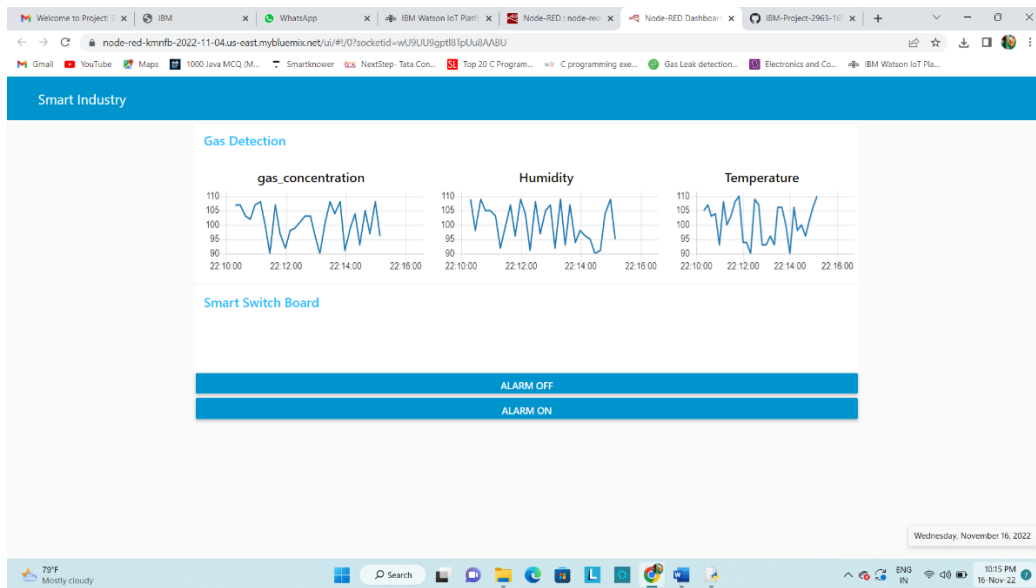 Welcome to Project! D
IBM
WhatsApp
IBM Watson IoT Platf
Node-RED : node-red
Node-RED Dashboar
IBM-Project-2963-16
node-red-kmnfb-2022-11-04.us-east.mybluemix.net/ui/#!/0?socketid=wU9UU9gptI8TpUu8AABU
Gmail
YouTube
Maps
1000 Java MCQ (M...
Smartknower
NextStep- Tata Con...
Top 20 C Program...
C programming exe...
Gas Leak detection...
Electronics and Co...
IBM Watson IoT Pla...
Smart Industry
Gas Detection
gas_concentration
110
105
100
95
90
22:10:00 22:12:00 22:14:00 22:16:00
Humidity
110
105
100
95
90
22:10:00 22:12:00 22:14:00 22:16:00
Temperature
110
105
100
95
90
22:10:00 22:12:00 22:14:00 22:16:00
Smart Switch Board
ALARM OFF
ALARM ON
Wednesday, November 16, 2022
79°F
Mostly cloudy
Search
ENG
IN
10:15 PM
16-Nov-22